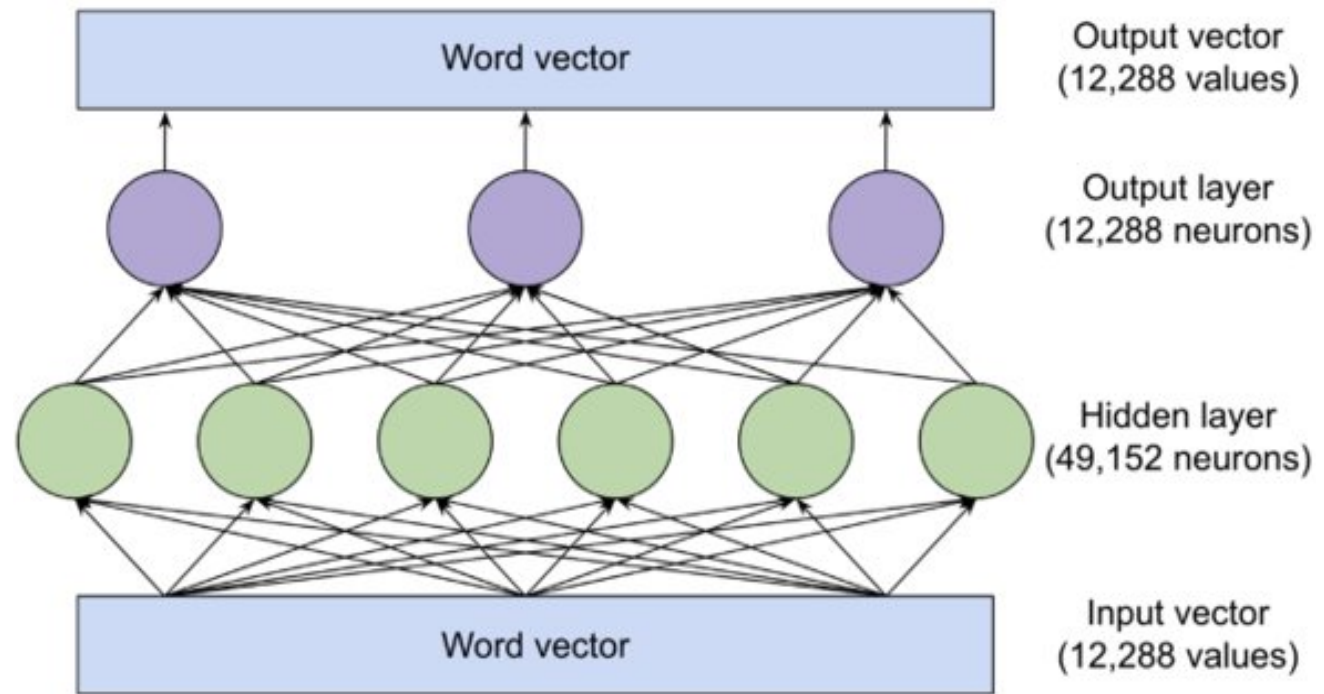 Word vector
Output vector
(12,288 values)
Output layer
(12,288 neurons)
Hidden layer
(49,152 neurons)
Word vector
Input vector
(12,288 values)